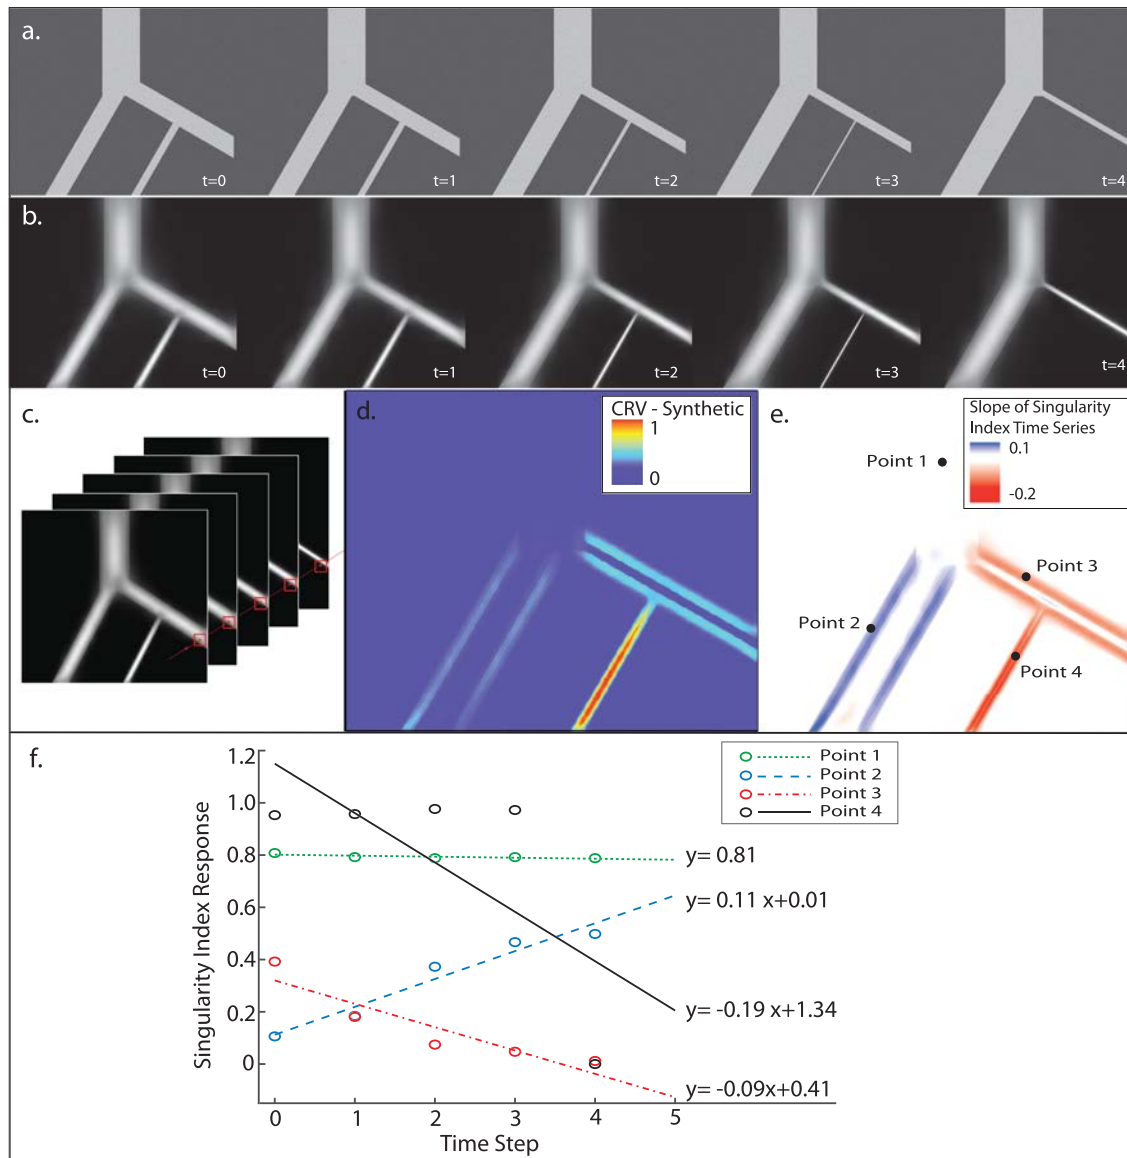 a.
t=0
t=1
t=2
t=3
t=4
b.
t=0
t=1
t=2
t=3
t=4
c.
d.
CRV - Synthetic
1
0
e.
Slope of Singularity
Index Time Series
0.1
-0.2
Point 1
Point 2
Point 3
Point 4
f.
Singularity Index Response
1.2
1.0
0.8
0.6
0.4
0.2
0
0
1
2
3
4
5
Time Step
Point 1
Point 2
Point 3
Point 4
y= 0.81
y= 0.11 x+0.01
y= -0.19 x+1.34
y= -0.09x+0.41